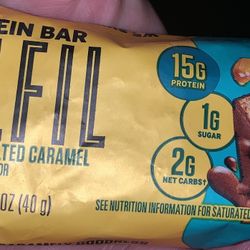 EIN BAR
LFIL
LTED CARAMEL
OR
OZ (40 g)
15G
PROTEIN
1G
SUGAR
2G
NET CARBS†
SEE NUTRITION INFORMATION FOR SATURATED